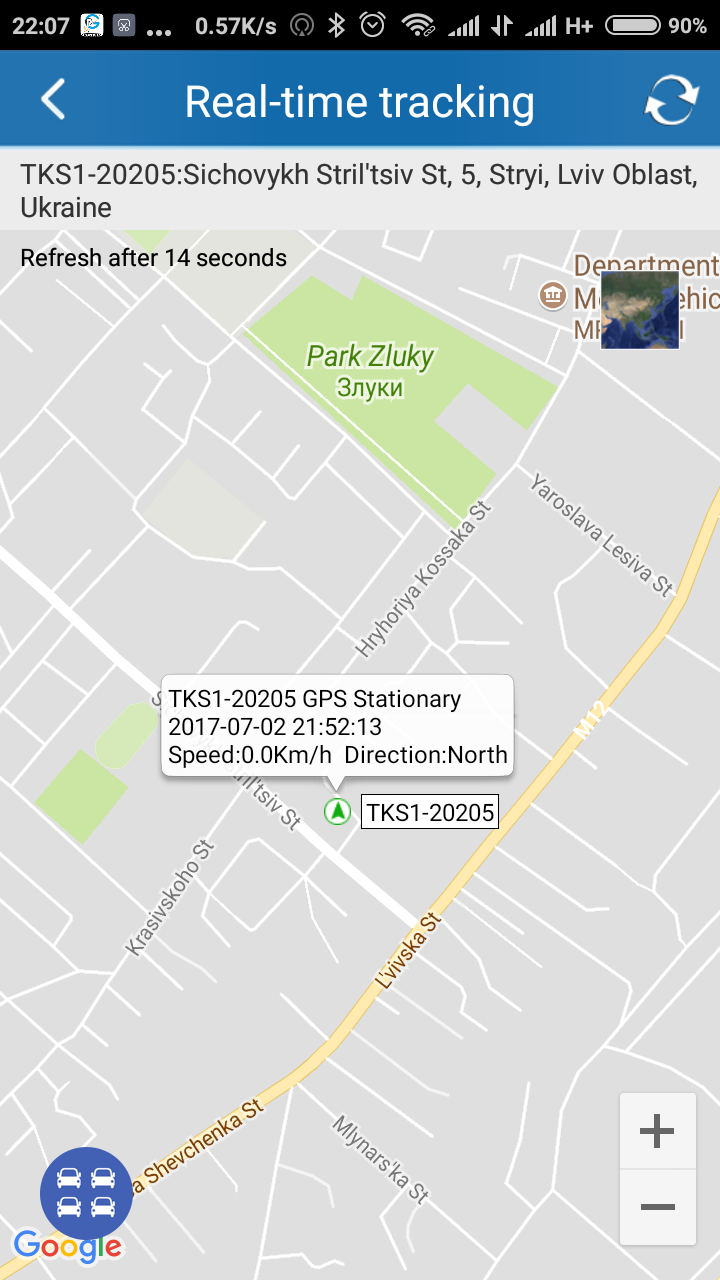 22:07 ... 0.57K/s H+ 90%
Real-time tracking
TKS1-20205:Sichovykh Stril'tsiv St, 5, Stryi, Lviv Oblast,
Ukraine
Refresh after 14 seconds
Department
Park Zluky
Злуки
Yaroslava Lesiva St
Hryhoriya Kossaka St
M12
TKS1-20205 GPS Stationary
2017-07-02 21:52:13
Speed:0.0Km/h Direction:North
TKS1-20205
Krasivskoho St
L'vivska St
a Shevchenka St
Mlynars'ka St
+
−
Google